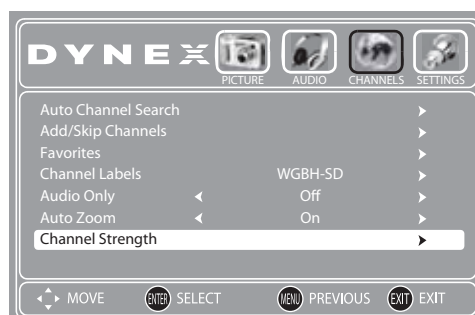 DYNEX
PICTURE AUDIO CHANNELS SETTINGS
Auto Channel Search
Add/Skip Channels
Favorites
Channel Labels WGBH-SD
Audio Only Off
Auto Zoom On
Channel Strength
MOVE ENTER SELECT MENU PREVIOUS EXIT EXIT